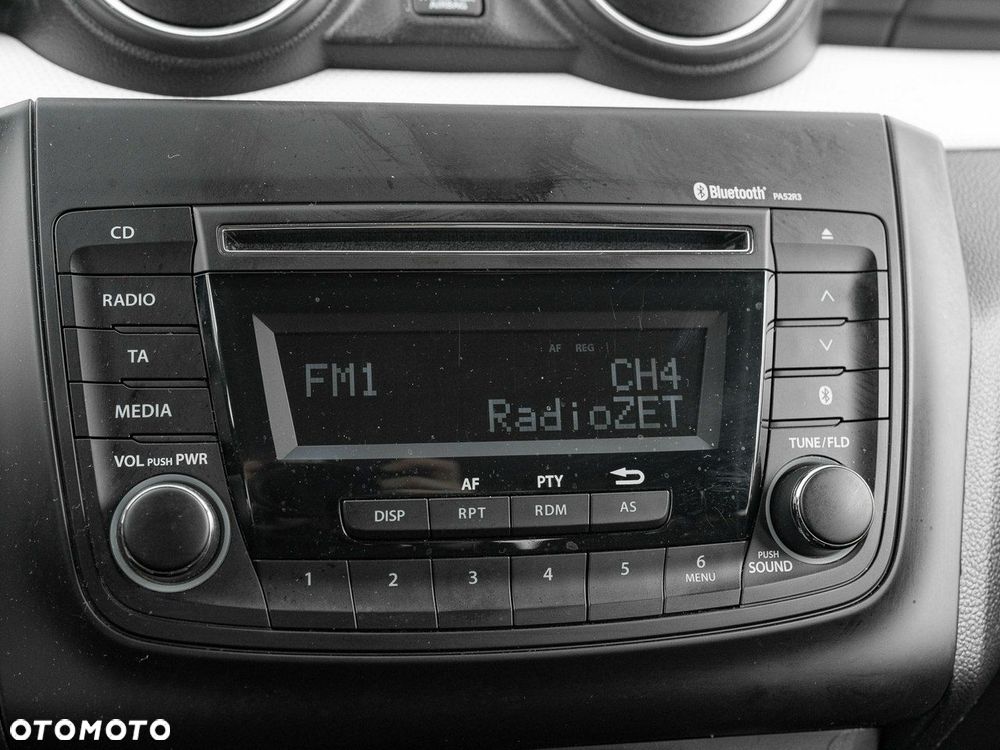 AIRBAG
Bluetooth® PA52R3
CD
RADIO
TA
MEDIA
AF REG
FM1 CH4
RadioZET
VOL PUSH PWR
TUNE/FLD
AF PTY
DISP RPT RDM AS
1 2 3 4 5 6
MENU
PUSH
SOUND
OTOMOTO